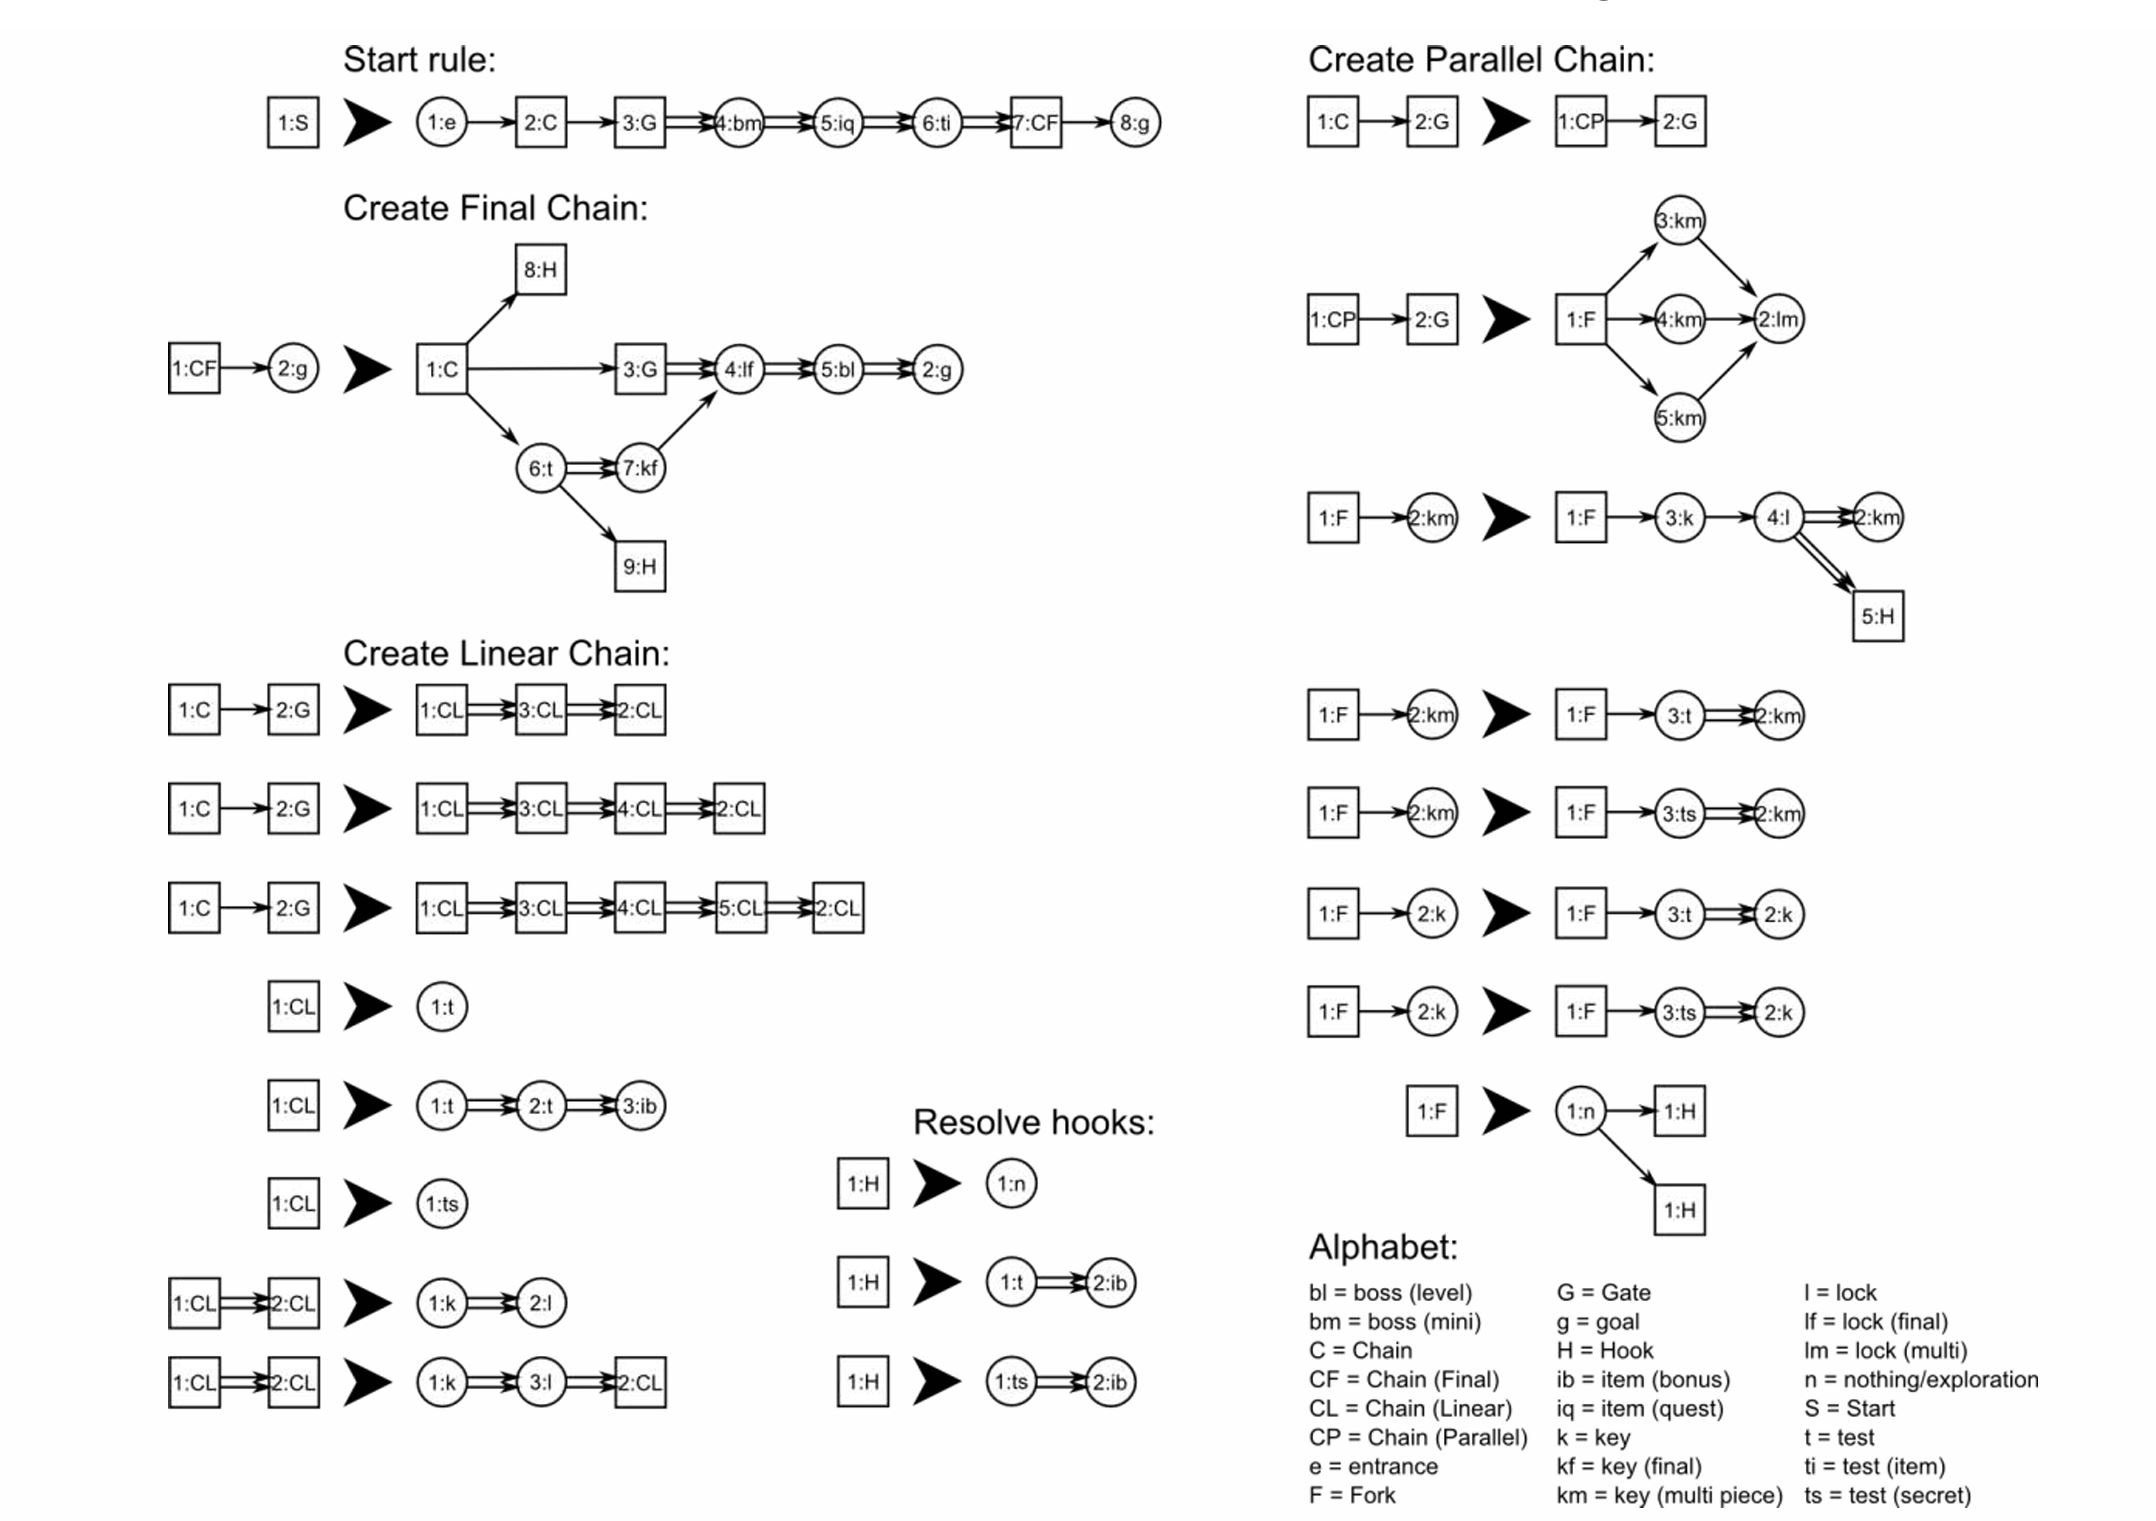 Start rule:
1:S 1:e 2:C 3:G 4:bm 5:iq 6:ti 7:CF 8:g
Create Final Chain:
8:H
1:CF 2:g 1:C 3:G 4:lf 5:bl 2:g
6:t 7:kf
9:H
Create Linear Chain:
1:C 2:G 1:CL 3:CL 2:CL
1:C 2:G 1:CL 3:CL 4:CL 2:CL
1:C 2:G 1:CL 3:CL 4:CL 5:CL 2:CL
1:CL 1:t
1:CL 1:t 2:t 3:ib
1:CL 1:ts
1:CL 2:CL 1:k 2:l
1:CL 2:CL 1:k 3:l 2:CL
Resolve hooks:
1:H 1:n
1:H 1:t 2:ib
1:H 1:ts 2:ib
Create Parallel Chain:
1:C 2:G 1:CP 2:G
3:km
1:CP 2:G 1:F 4:km 2:lm
5:km
1:F 2:km 1:F 3:k 4:l 2:km
5:H
1:F 2:km 1:F 3:t 2:km
1:F 2:km 1:F 3:ts 2:km
1:F 2:k 1:F 3:t 2:k
1:F 2:k 1:F 3:ts 2:k
1:F 1:n 1:H
1:H
Alphabet:
bl = boss (level)
bm = boss (mini)
C = Chain
CF = Chain (Final)
CL = Chain (Linear)
CP = Chain (Parallel)
e = entrance
F = Fork
G = Gate
g = goal
H = Hook
ib = item (bonus)
iq = item (quest)
k = key
kf = key (final)
km = key (multi piece)
l = lock
lf = lock (final)
lm = lock (multi)
n = nothing/exploration
S = Start
t = test
ti = test (item)
ts = test (secret)